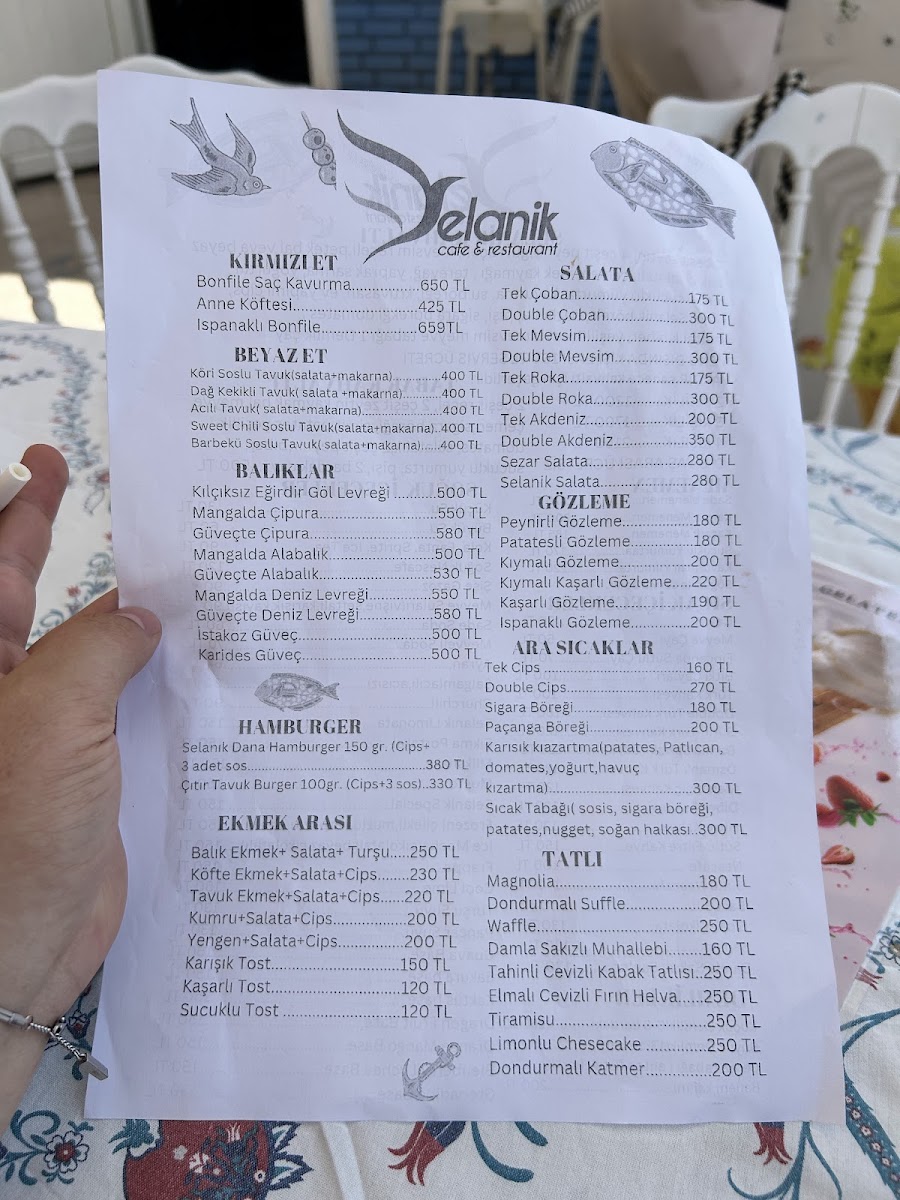 Selanik
cafe & restaurant
KIRMIZI ET
Bonfile Saç Kavurma..............650 TL
Anne Köftesi.........................425 TL
Ispanaklı Bonfile....................659TL
BEYAZ ET
Köri Soslu Tavuk(salata+makarna)............400 TL
Dağ Kekikli Tavuk( salata +makarna).........400 TL
Acılı Tavuk( salata+makarna)...................400 TL
Sweet Chili Soslu Tavuk(salata+makarna)..400 TL
Barbekü Soslu Tavuk( salata+makarna).....400 TL
BALIKLAR
Kılçıksız Eğirdir Göl Levreği .........500 TL
Mangalda Çipura........................550 TL
Güveçte Çipura..........................580 TL
Mangalda Alabalık......................500 TL
Güveçte Alabalık........................530 TL
Mangalda Deniz Levreği.............550 TL
Güveçte Deniz Levreği...............580 TL
İstakoz Güveç...........................500 TL
Karides Güveç..........................500 TL
HAMBURGER
Selanik Dana Hamburger 150 gr. (Cips+
3 adet sos............................................380 TL
Çıtır Tavuk Burger 100gr. (Cips+3 sos)..330 TL
EKMEK ARASI
Balık Ekmek+ Salata+ Turşu.....250 TL
Köfte Ekmek+Salata+Cips........230 TL
Tavuk Ekmek+Salata+Cips......220 TL
Kumru+Salata+Cips................200 TL
Yengen+Salata+Cips..............200 TL
Karışık Tost...........................150 TL
Kaşarlı Tost...........................120 TL
Sucuklu Tost ........................120 TL
SALATA
Tek Çoban.......................175 TL
Double Çoban..................300 TL
Tek Mevsim.....................175 TL
Double Mevsim................300 TL
Tek Roka..........................175 TL
Double Roka....................300 TL
Tek Akdeniz.....................200 TL
Double Akdeniz................350 TL
Sezar Salata.....................280 TL
Selanik Salata...................280 TL
GÖZLEME
Peynirli Gözleme...............180 TL
Patatesli Gözleme.............180 TL
Kıymalı Gözleme...............200 TL
Kıymalı Kaşarlı Gözleme....220 TL
Kaşarlı Gözleme................190 TL
Ispanaklı Gözleme.............200 TL
ARA SICAKLAR
Tek Cips .............................160 TL
Double Cips.........................270 TL
Sigara Böreği.......................180 TL
Paçanga Böreği....................200 TL
Karısık kıazartma(patates, Patlıcan,
domates,yoğurt,havuç
kızartma).............................300 TL
Sıcak Tabağı( sosis, sigara böreği,
patates,nugget, soğan halkası..300 TL
TATLI
Magnolia.............................180 TL
Dondurmalı Suffle...............200 TL
Waffle.................................250 TL
Damla Sakızlı Muhallebi.......160 TL
Tahinli Cevizli Kabak Tatlısı..250 TL
Elmalı Cevizli Fırın Helva.....250 TL
Tiramisu..............................250 TL
Limonlu Chesecake .............250 TL
Dondurmalı Katmer..............200 TL